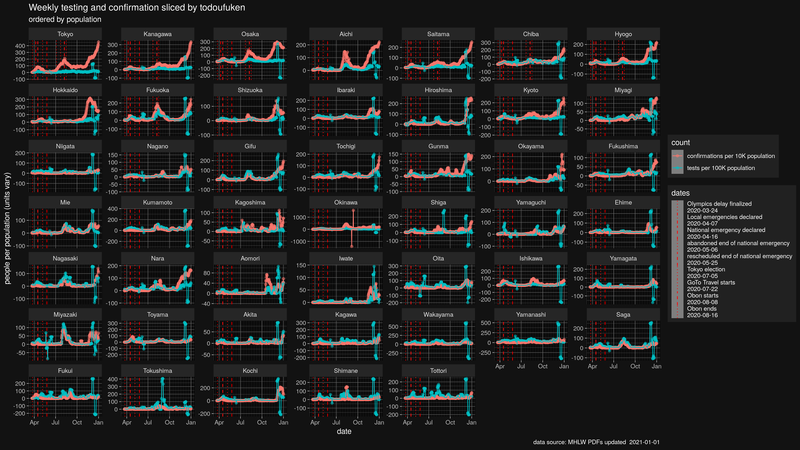 Weekly testing and confirmation sliced by todoufuken
ordered by population
Tokyo Kanagawa Osaka Aichi Saitama Chiba Hyogo
Hokkaido Fukuoka Shizuoka Ibaraki Hiroshima Kyoto Miyagi
Niigata Nagano Gifu Tochigi Gunma Okayama Fukushima
Mie Kumamoto Kagoshima Okinawa Shiga Yamaguchi Ehime
Nagasaki Nara Aomori Iwate Oita Ishikawa Yamagata
Miyazaki Toyama Akita Kagawa Wakayama Yamanashi Saga
Fukui Tokushima Kochi Shimane Tottori
Apr Jul Oct Jan
people per population (units vary)
date
count
confirmations per 10K population
tests per 100K population
dates
Olympics delay finalized
2020-03-24
Local emergencies declared
2020-04-07
National emergency declared
2020-04-16
abandoned end of national emergency
2020-05-06
rescheduled end of national emergency
2020-05-25
Tokyo election
2020-07-05
GoTo Travel starts
2020-07-22
Obon starts
2020-08-08
Obon ends
2020-08-16
data source: MHLW PDFs updated 2021-01-01